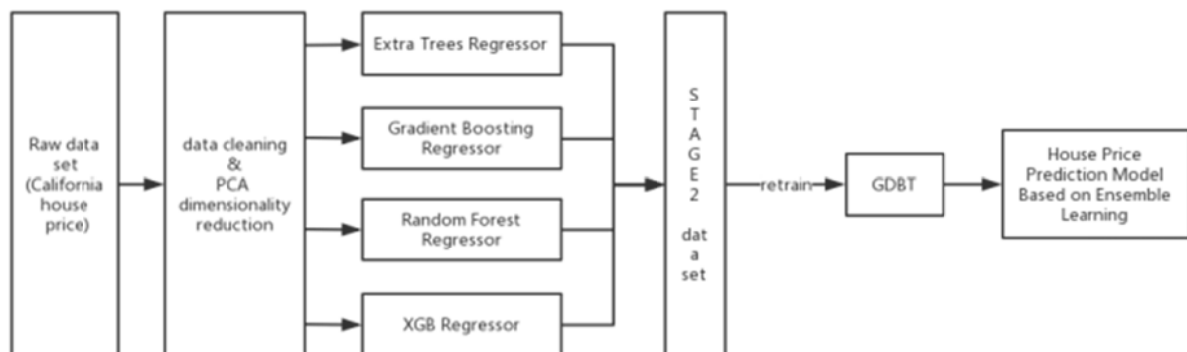 Raw data
set
(California
house
price)
data cleaning
&
PCA
dimensionality
reduction
Extra Trees Regressor
Gradient Boosting
Regressor
Random Forest
Regressor
XGB Regressor
S
T
A
G
E
2
dat
a
set
retrain
GDBT
House Price
Prediction Model
Based on Ensemble
Learning